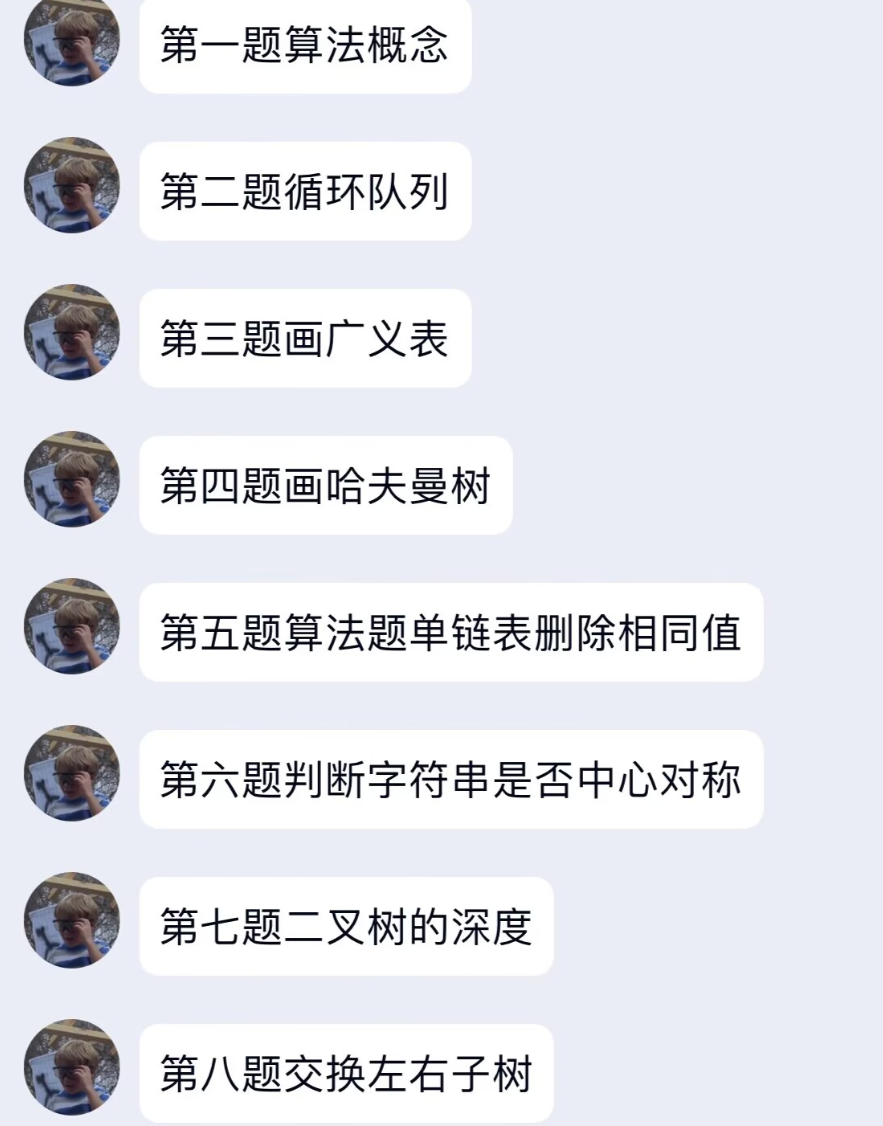 第一题算法概念
第二题循环队列
第三题画广义表
第四题画哈夫曼树
第五题算法题单链表删除相同值
第六题判断字符串是否中心对称
第七题二叉树的深度
第八题交换左右子树